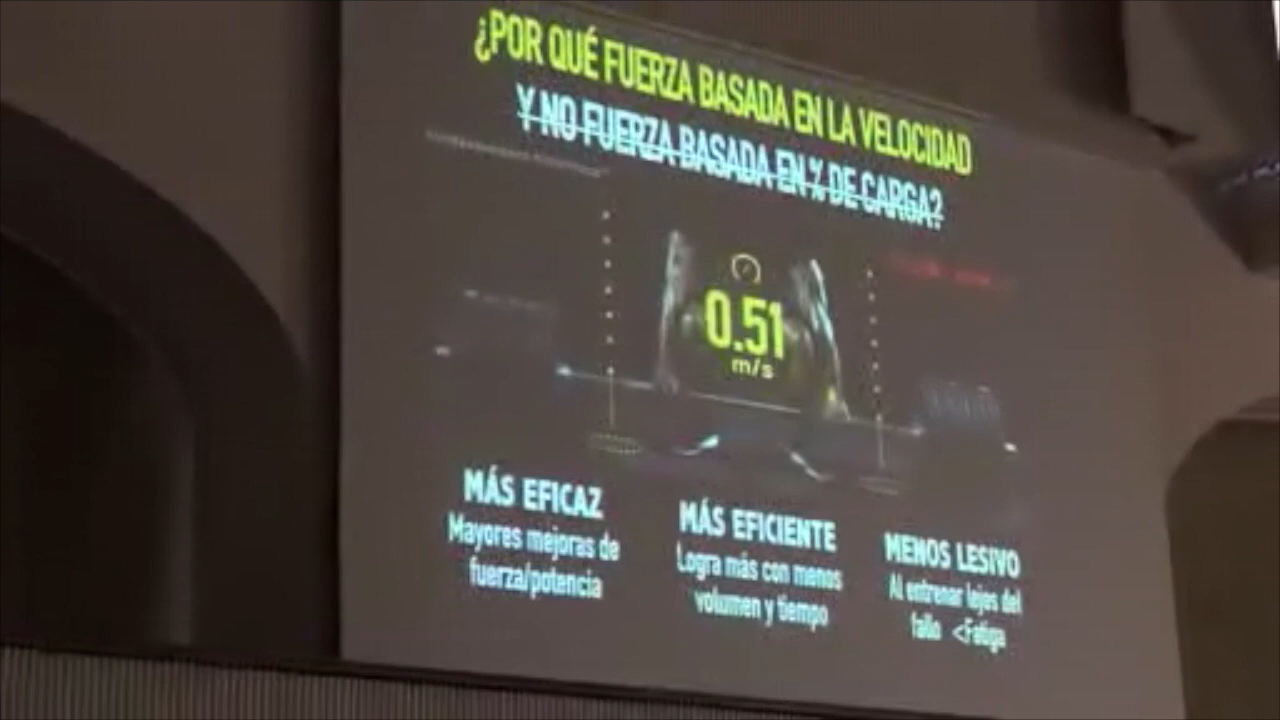 ¿POR QUÉ FUERZA BASADA EN LA VELOCIDAD
Y NO FUERZA BASADA EN % DE CARGA?
0.51
m/s
MÁS EFICAZ
Mayores mejoras de
fuerza/potencia
MÁS EFICIENTE
Logra más con menos
volumen y tiempo
MENOS LESIVO
Al entrenar lejos del
fallo <Fatiga